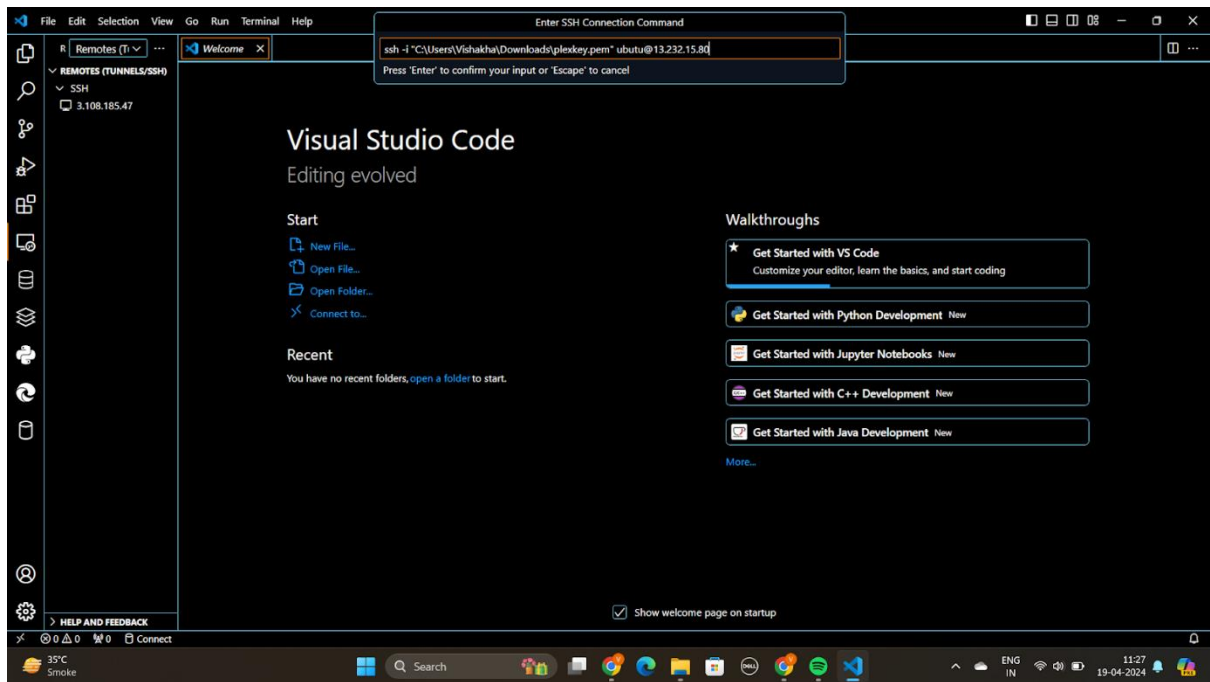 File Edit Selection View Go Run Terminal Help
Enter SSH Connection Command
ssh -i "C:\Users\Vishakha\Downloads\plexkey.pem" ubutu@13.232.15.80
Press 'Enter' to confirm your input or 'Escape' to cancel
R Remotes (Tu ···
Welcome
REMOTES (TUNNELS/SSH)
SSH
3.108.185.47
Visual Studio Code
Editing evolved
Start
New File...
Open File...
Open Folder...
Connect to...
Recent
You have no recent folders, open a folder to start.
Walkthroughs
Get Started with VS Code
Customize your editor, learn the basics, and start coding
Get Started with Python Development New
Get Started with Jupyter Notebooks New
Get Started with C++ Development New
Get Started with Java Development New
More...
Show welcome page on startup
HELP AND FEEDBACK
0 0 0 Connect
35°C
Smoke
Search
DELL
ENG
IN
11:27
19-04-2024